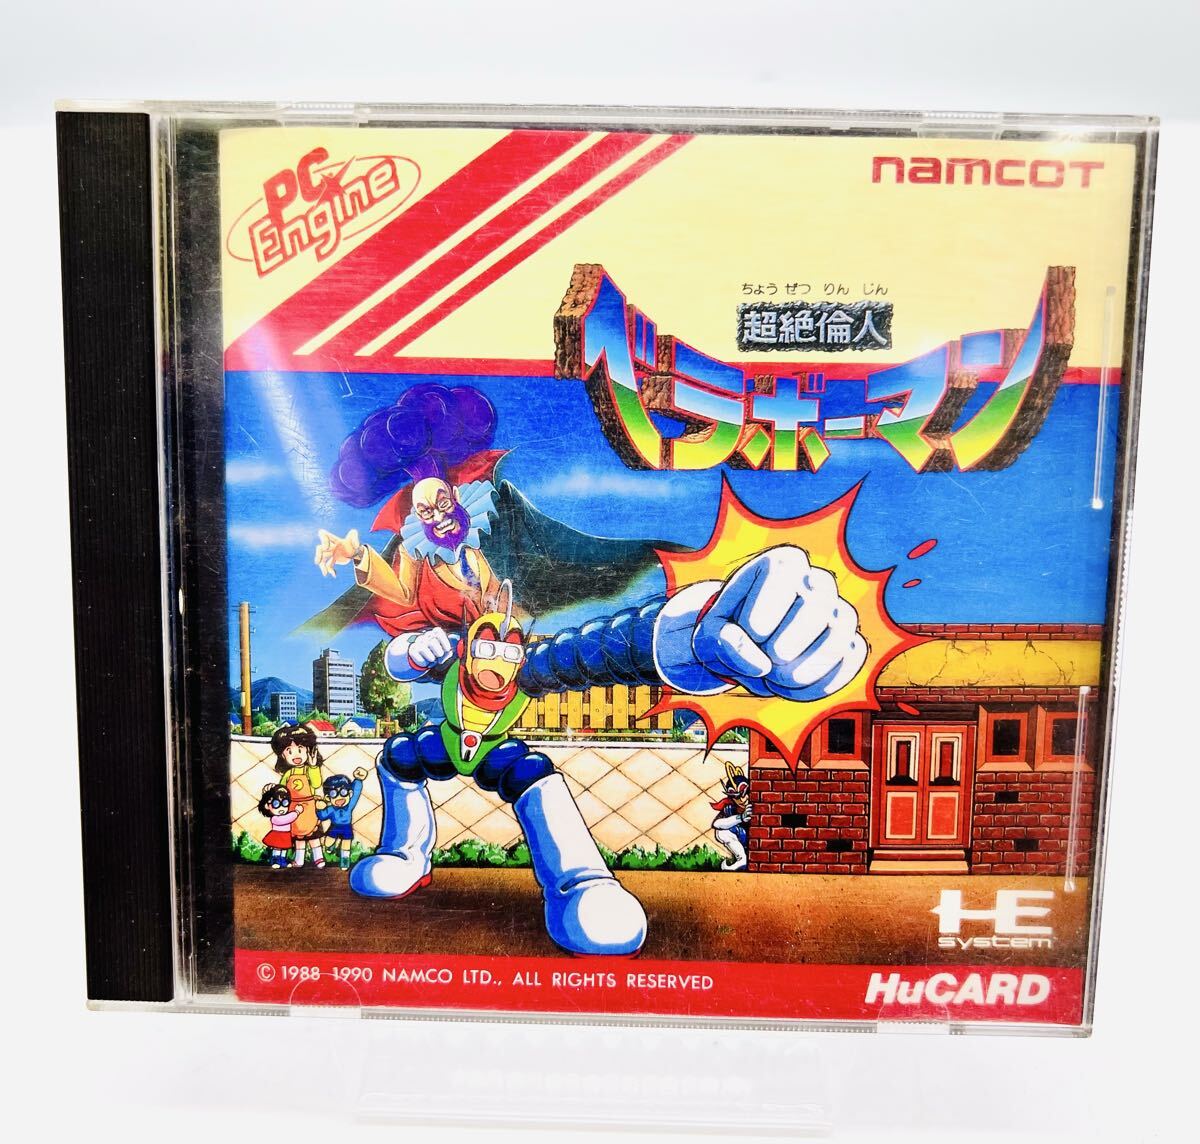 PC Engine
namcoT
ちょう ぜつ りん じん
超絶倫人
ベラボーマン
HE
system
© 1988 1990 NAMCO LTD., ALL RIGHTS RESERVED
HuCARD